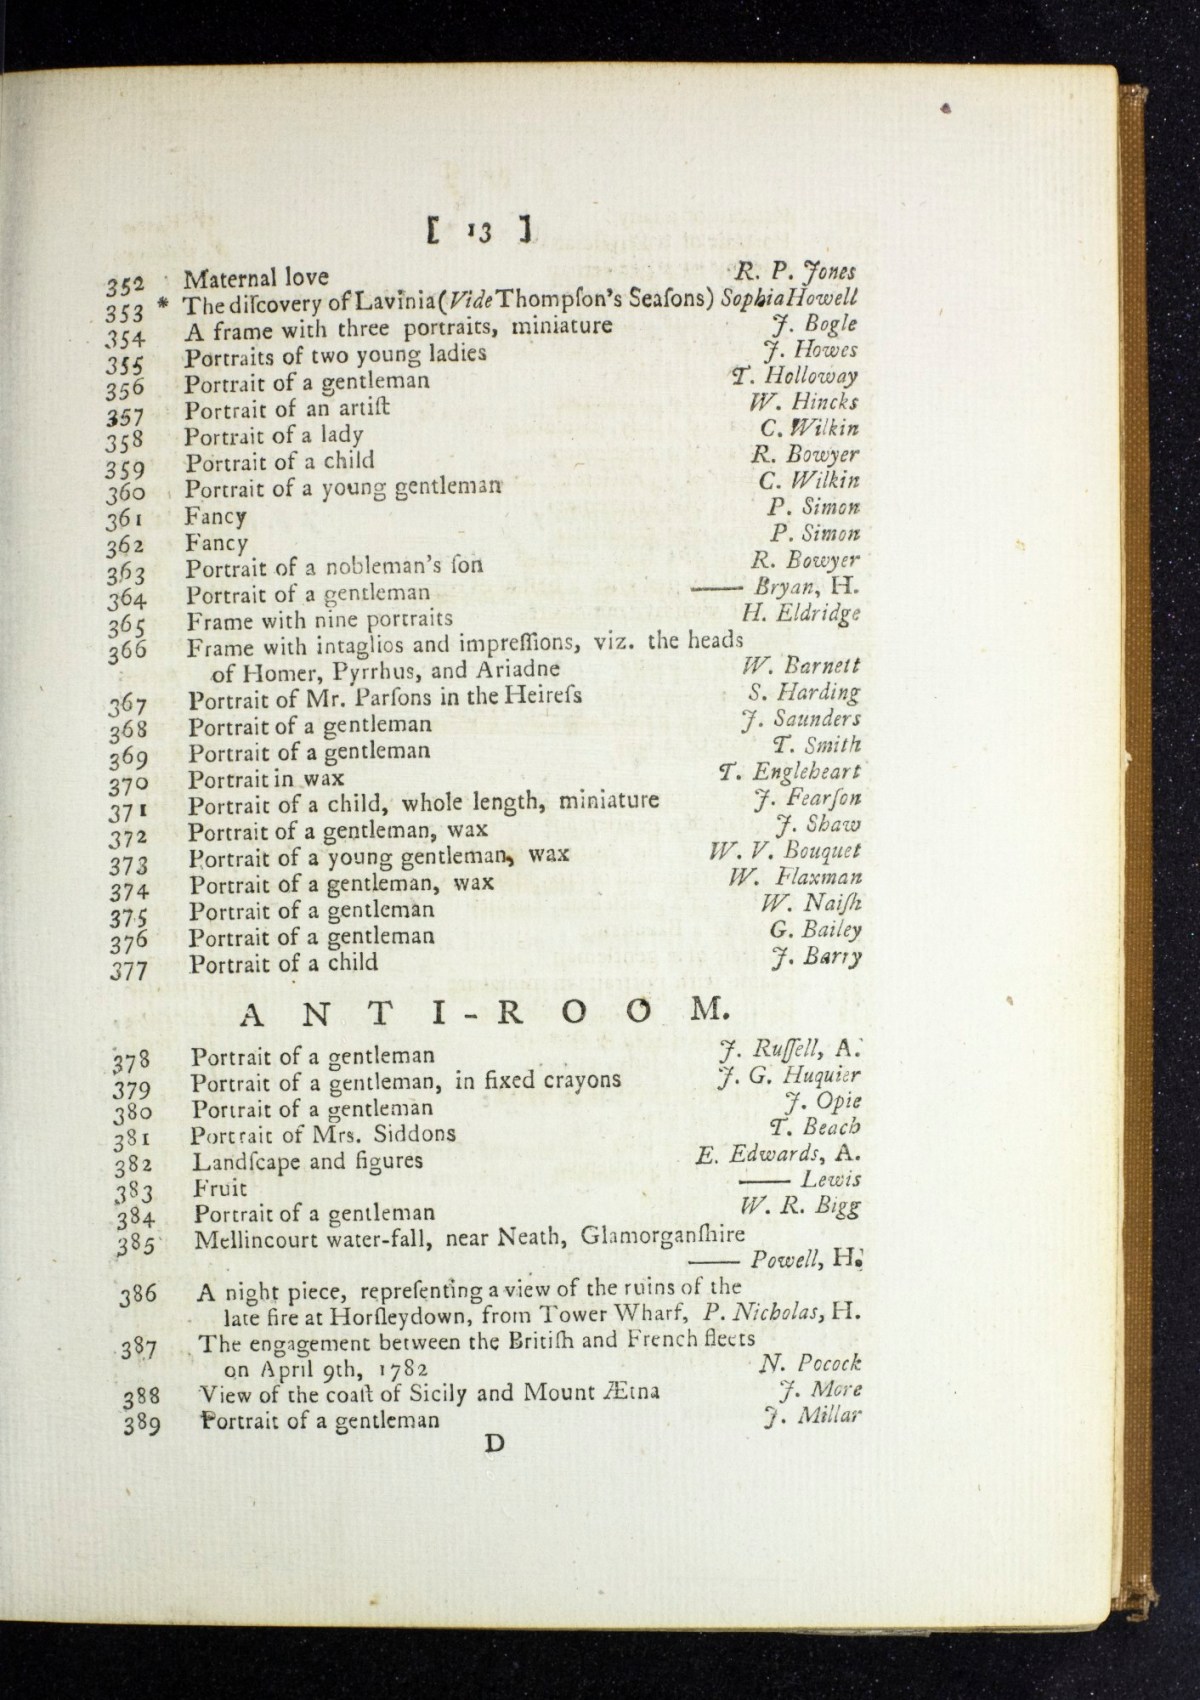 [ 13 ]
352 Maternal love R. P. Jones
353 * The diſcovery of Lavinia (Vide Thompſon's Seaſons) Sophia Howell
354 A frame with three portraits, miniature J. Bogle
355 Portraits of two young ladies J. Howes
356 Portrait of a gentleman T. Holloway
357 Portrait of an artiſt W. Hincks
358 Portrait of a lady C. Wilkin
359 Portrait of a child R. Bowyer
360 Portrait of a young gentleman C. Wilkin
361 Fancy P. Simon
362 Fancy P. Simon
363 Portrait of a nobleman's ſon R. Bowyer
364 Portrait of a gentleman —— Bryan, H.
365 Frame with nine portraits H. Eldridge
366 Frame with intaglios and impreſſions, viz. the heads
of Homer, Pyrrhus, and Ariadne W. Barnett
367 Portrait of Mr. Parſons in the Heireſs S. Harding
368 Portrait of a gentleman J. Saunders
369 Portrait of a gentleman T. Smith
370 Portrait in wax T. Engleheart
371 Portrait of a child, whole length, miniature J. Fearſon
372 Portrait of a gentleman, wax J. Shaw
373 Portrait of a young gentleman, wax W. V. Bouquet
374 Portrait of a gentleman, wax W. Flaxman
375 Portrait of a gentleman W. Naiſh
376 Portrait of a gentleman G. Bailey
377 Portrait of a child J. Barry
ANTI-ROOM.
378 Portrait of a gentleman J. Ruſſell, A.
379 Portrait of a gentleman, in fixed crayons J. G. Huquier
380 Portrait of a gentleman J. Opie
381 Portrait of Mrs. Siddons T. Beach
382 Landſcape and figures E. Edwards, A.
383 Fruit —— Lewis
384 Portrait of a gentleman W. R. Bigg
385 Mellincourt water-fall, near Neath, Glamorganſhire
—— Powell, H.
386 A night piece, repreſenting a view of the ruins of the
late fire at Horſleydown, from Tower Wharf, P. Nicholas, H.
387 The engagement between the Britiſh and French fleets
on April 9th, 1782 N. Pocock
388 View of the coaſt of Sicily and Mount Ætna J. More
389 Portrait of a gentleman J. Millar
D